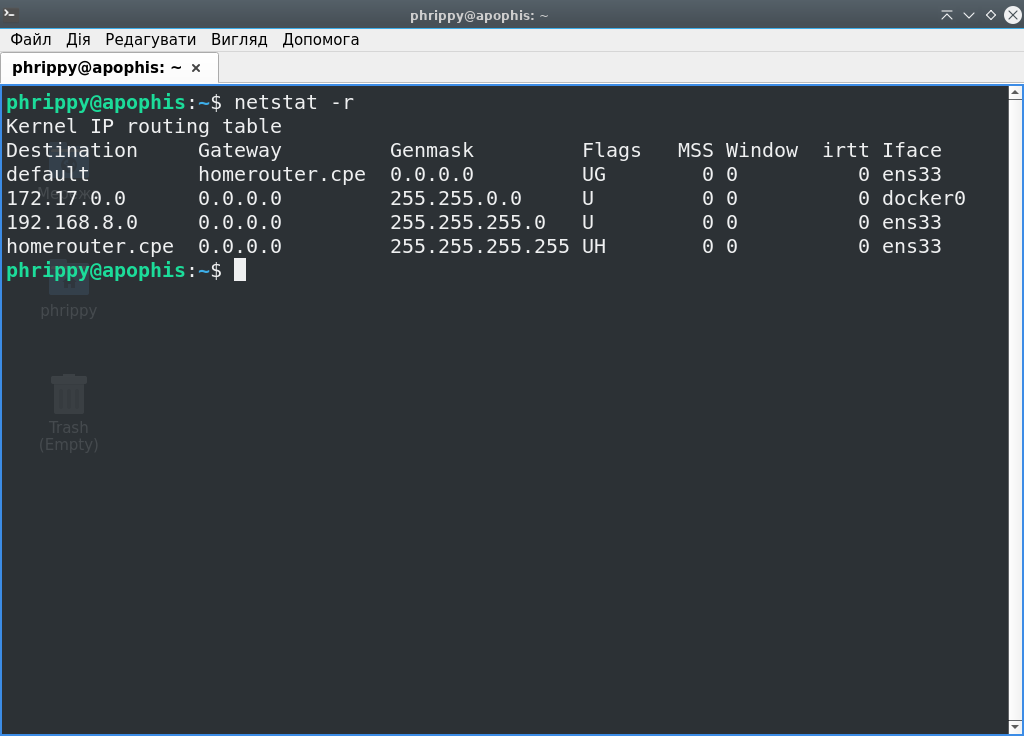 phrippy@apophis: ~
Файл Дія Редагувати Вигляд Допомога
phrippy@apophis: ~ ×
phrippy@apophis:~$ netstat -r
Kernel IP routing table
Destination     Gateway         Genmask         Flags   MSS Window  irtt Iface
default         homerouter.cpe  0.0.0.0         UG        0 0          0 ens33
172.17.0.0      0.0.0.0         255.255.0.0     U         0 0          0 docker0
192.168.8.0     0.0.0.0         255.255.255.0   U         0 0          0 ens33
homerouter.cpe  0.0.0.0         255.255.255.255 UH        0 0          0 ens33
phrippy@apophis:~$
phrippy
Trash
(Empty)